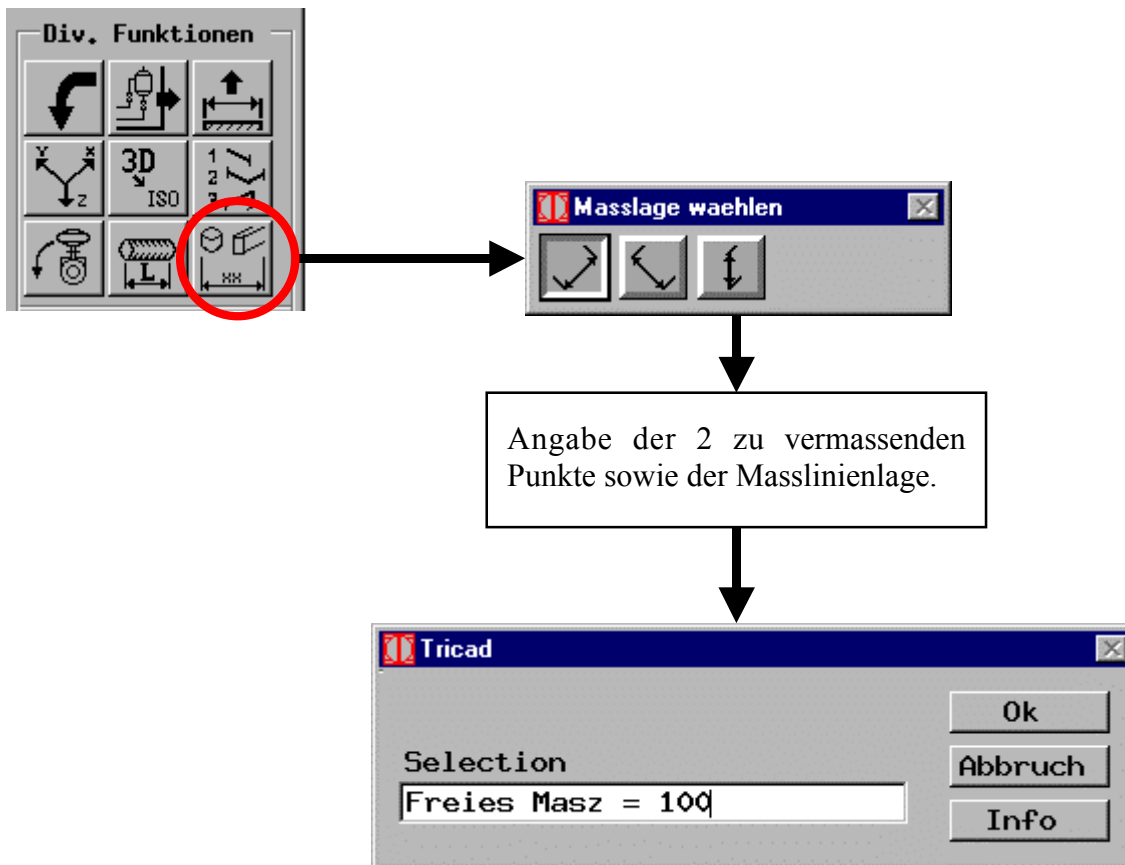 Div. Funktionen
Y X
Z
3D
ISO
1
2
3
L
xx
Masslage waehlen
Angabe der 2 zu vermassenden
Punkte sowie der Masslinienlage.
Tricad
Ok
Selection
Abbruch
Freies Masz = 100
Info